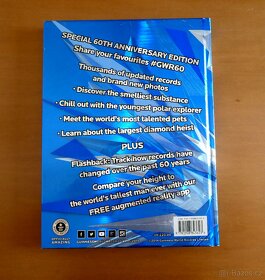 SPECIAL 60TH ANNIVERSARY EDITION
Share your favourites #GWR60
Thousands of updated records
and brand new photos
• Discover the smelliest substance
• Chill out with the youngest polar explorer
• Meet the world's most talented pets
• Learn about the largest diamond heist
PLUS
Flashback: Track how records have
changed over the past 60 years
Compare your height to
the world's tallest man ever with our
FREE augmented reality app
OFFICIALLY
AMAZING